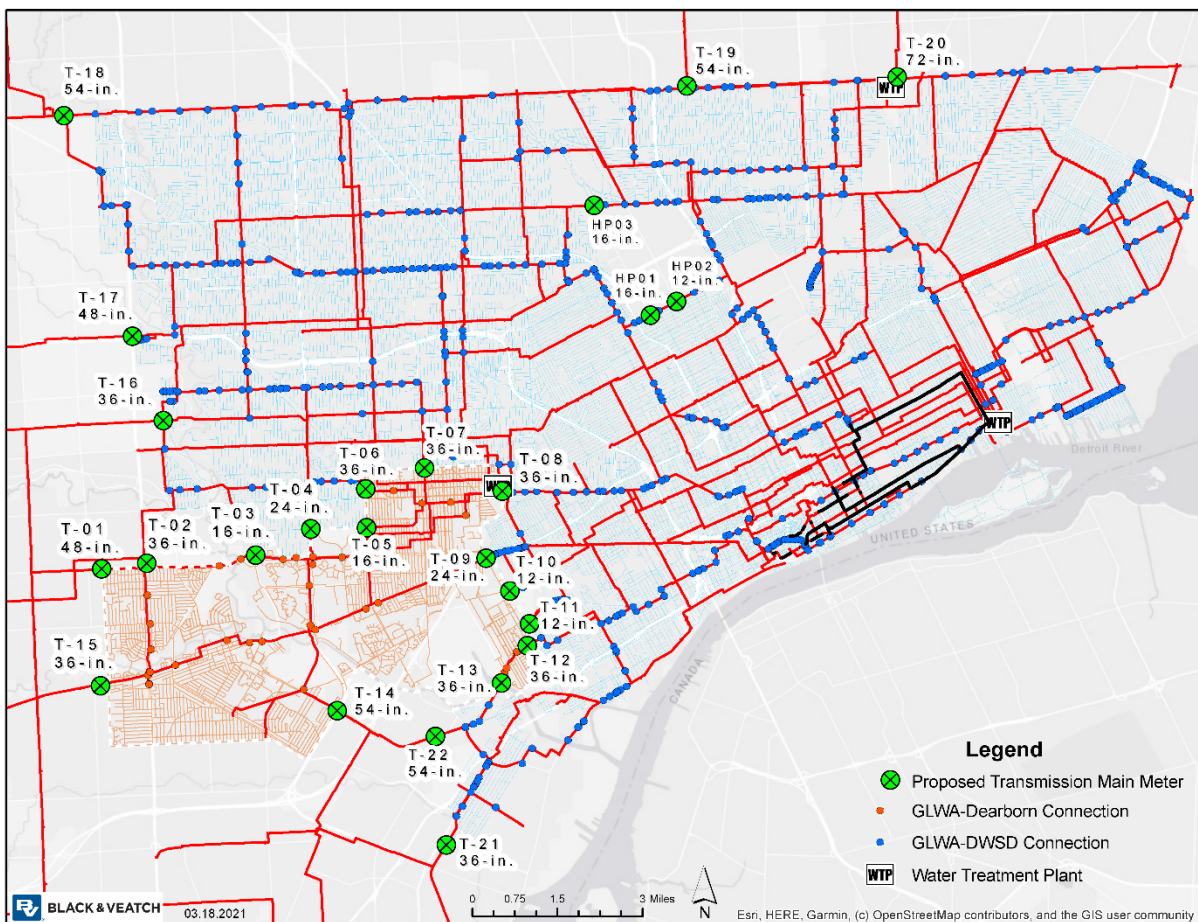 T-18
54-in.
T-19
54-in.
T-20
72-in.
WTP
HP03
16-in.
HP01
16-in.
HP02
12-in.
T-17
48-in.
T-16
36-in.
T-07
36-in.
T-06
36-in.
T-08
36-in.
WTP
WTP
T-04
24-in.
T-03
16-in.
T-02
36-in.
T-01
48-in.
T-05
16-in.
T-09
24-in.
T-10
12-in.
T-11
12-in.
T-12
36-in.
T-13
36-in.
T-15
36-in.
T-14
54-in.
T-22
54-in.
T-21
36-in.
Detroit River
UNITED STATES
CANADA
Legend
Proposed Transmission Main Meter
GLWA-Dearborn Connection
GLWA-DWSD Connection
WTP Water Treatment Plant
BV BLACK & VEATCH
03.18.2021
0 0.75 1.5 3 Miles
N
Esri, HERE, Garmin, (c) OpenStreetMap contributors, and the GIS user community